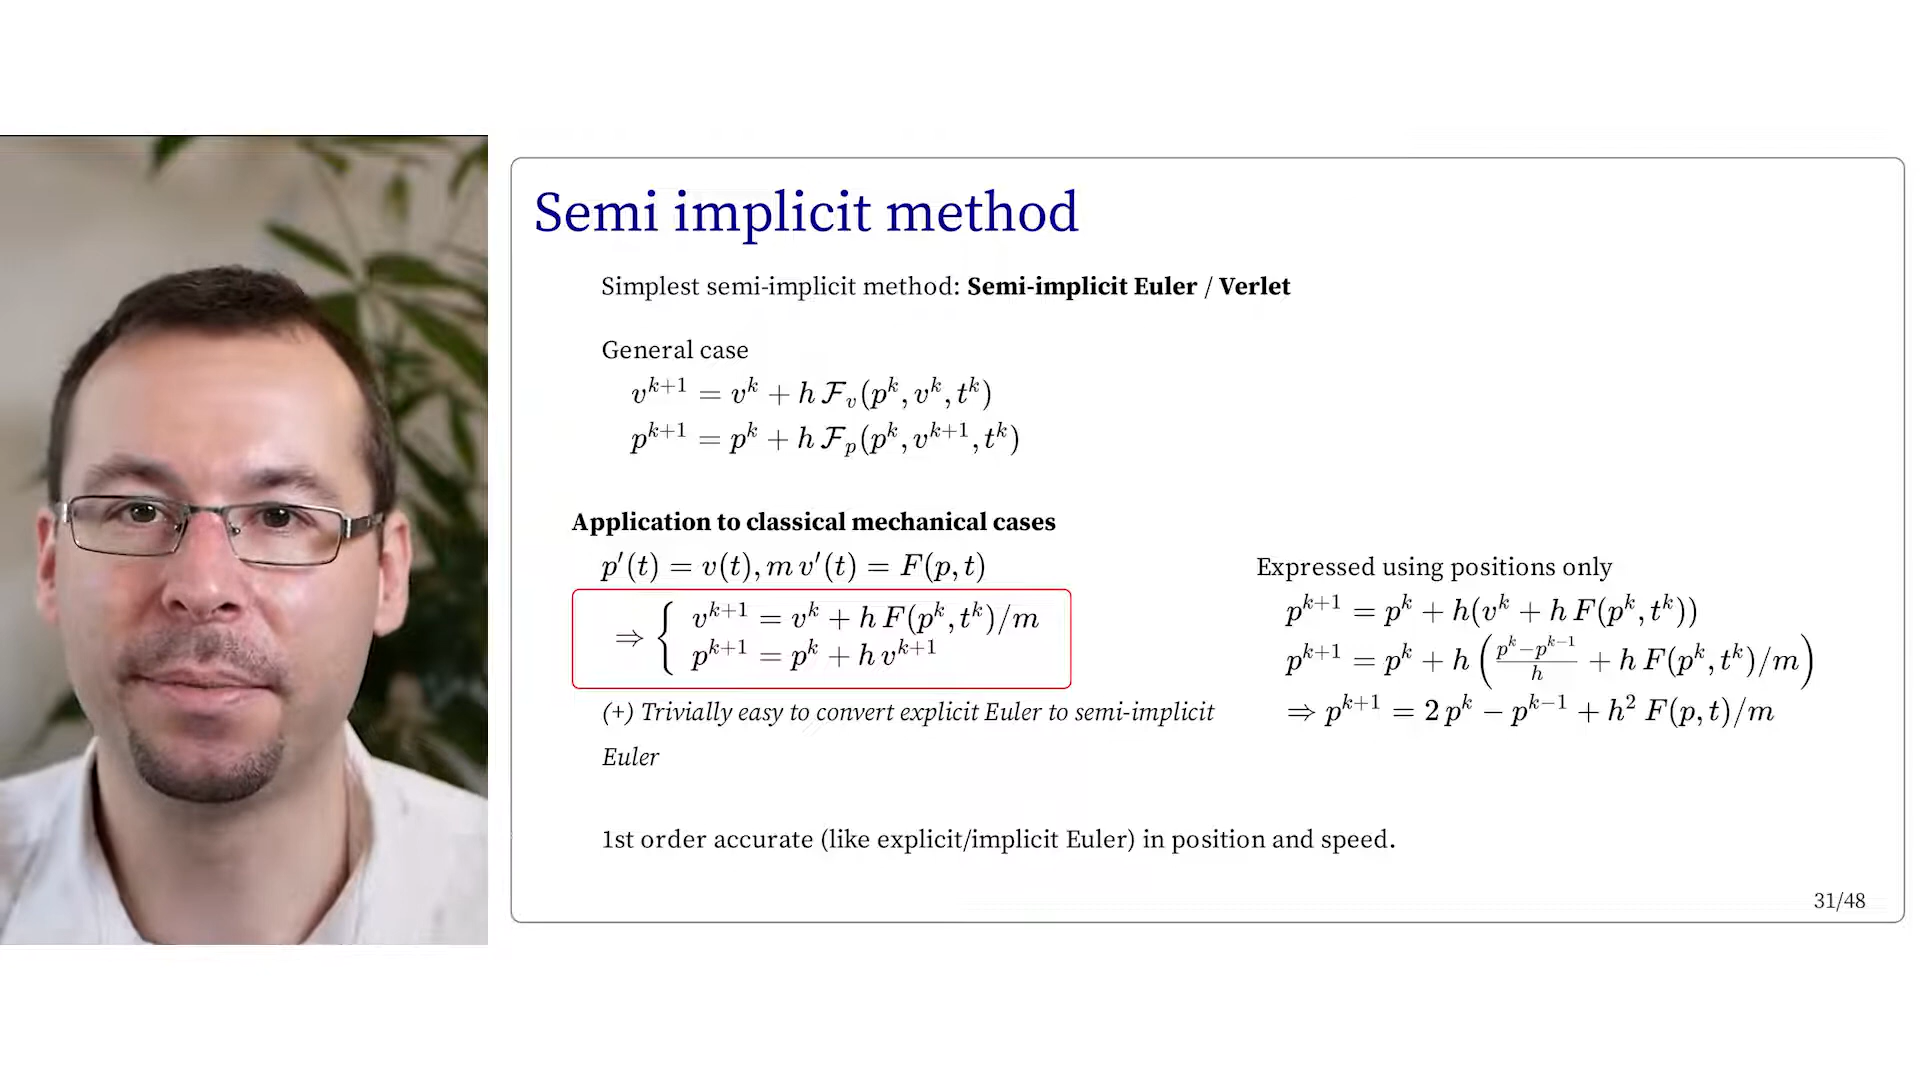 Semi implicit method
Simplest semi-implicit method: Semi-implicit Euler / Verlet
General case
v^{k+1} = v^k + h 𝓕_v(p^k, v^k, t^k)
p^{k+1} = p^k + h 𝓕_p(p^k, v^{k+1}, t^k)
Application to classical mechanical cases
p′(t) = v(t), m v′(t) = F(p, t)
⇒ { v^{k+1} = v^k + h F(p^k, t^k)/m
p^{k+1} = p^k + h v^{k+1}
(+) Trivially easy to convert explicit Euler to semi-implicit
Euler
Expressed using positions only
p^{k+1} = p^k + h(v^k + h F(p^k, t^k))
p^{k+1} = p^k + h ( (p^k − p^{k−1})/h + h F(p^k, t^k)/m )
⇒ p^{k+1} = 2 p^k − p^{k−1} + h^2 F(p, t)/m
1st order accurate (like explicit/implicit Euler) in position and speed.
31/48